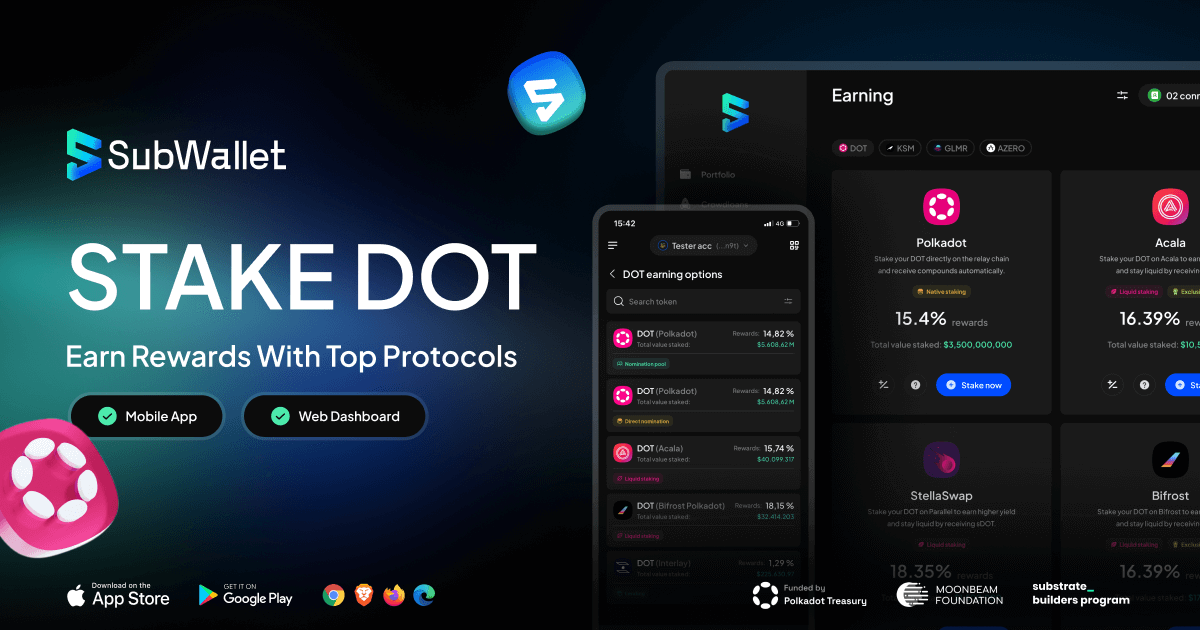 SubWallet
STAKE DOT
Earn Rewards With Top Protocols
Mobile App
Web Dashboard
Download on the
App Store
GET IT ON
Google Play
15:42
4G
Tester acc (...n9t)
DOT earning options
Search token
DOT (Polkadot)
Rewards: 14,82 %
Total value staked:
$5.608,62 M
Nomination pool
DOT (Polkadot)
Rewards: 14,82 %
Total value staked:
$5.608,62 M
Direct nomination
DOT (Acala)
Rewards: 15,74 %
Total value staked:
$40.099.317
Liquid staking
DOT (Bifrost Polkadot)
Rewards: 18,15 %
Total value staked:
$32.414.203
Liquid staking
DOT (Interlay)
Rewards: 1,29 %
Total value staked:
Portfolio
Crowdloans
Earning
02 conn
DOT
KSM
GLMR
AZERO
Polkadot
Stake your DOT directly on the relay chain
and receive compounds automatically.
Native staking
15.4% rewards
Total value staked: $3,500,000,000
Stake now
Acala
Stake your DOT on Acala to earn
and stay liquid by receiving
Liquid staking
Exclus
16.39% rew
Total value staked: $10,5
Sta
StellaSwap
Stake your DOT on Parallel to earn higher yield
and stay liquid by receiving sDOT.
Liquid staking
18.35% rewards
Bifrost
Stake your DOT on Bifrost to ear
and stay liquid by receiving
Liquid staking
Exclus
16.39% rew
Funded by
Polkadot Treasury
MOONBEAM
FOUNDATION
substrate_
builders program